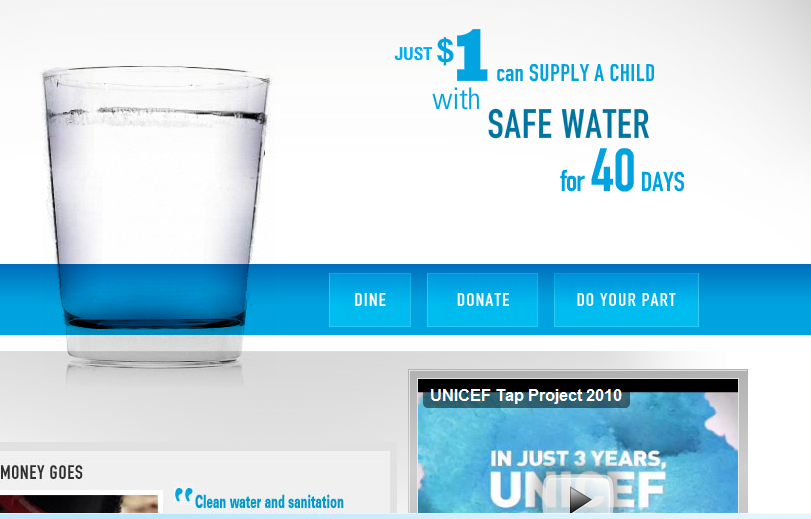 JUST $1 can SUPPLY A CHILD
with
SAFE WATER
for 40 DAYS
DINE
DONATE
DO YOUR PART
UNICEF Tap Project 2010
IN JUST 3 YEARS,
UNICEF
MONEY GOES
“Clean water and sanitation